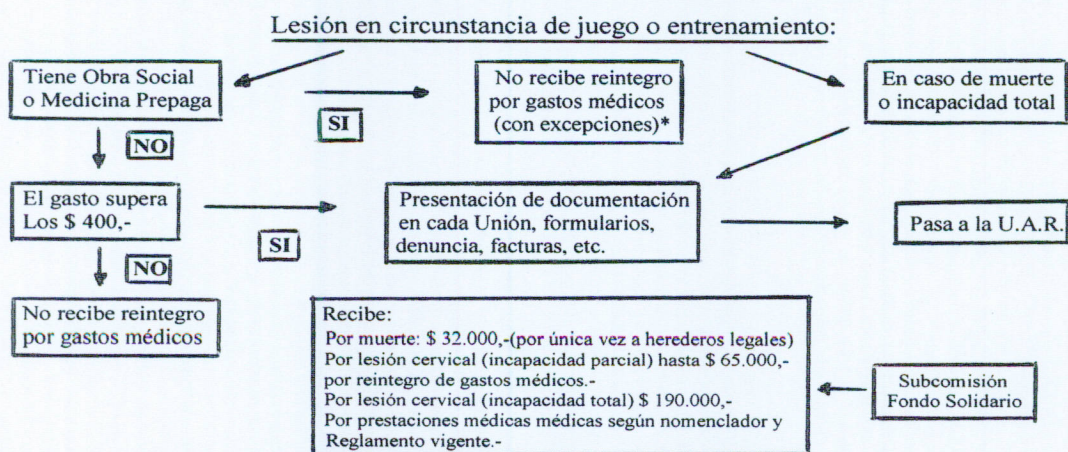 Lesión en circunstancia de juego o entrenamiento:
Tiene Obra Social
o Medicina Prepaga
SI
No recibe reintegro
por gastos médicos
(con excepciones)*
En caso de muerte
o incapacidad total
NO
El gasto supera
Los $ 400,-
SI
Presentación de documentación
en cada Unión, formularios,
denuncia, facturas, etc.
Pasa a la U.A.R.
NO
No recibe reintegro
por gastos médicos
Recibe:
Por muerte: $ 32.000,-(por única vez a herederos legales)
Por lesión cervical (incapacidad parcial) hasta $ 65.000,-
por reintegro de gastos médicos.-
Por lesión cervical (incapacidad total) $ 190.000,-
Por prestaciones médicas médicas según nomenclador y
Reglamento vigente.-
Subcomisión
Fondo Solidario